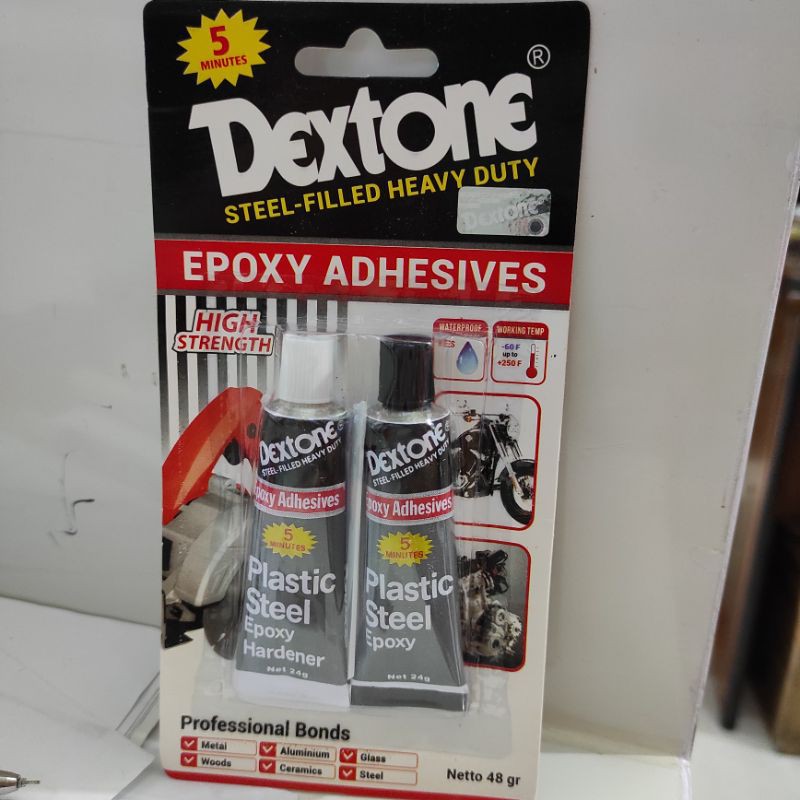 5
MINUTES
Dextone®
STEEL-FILLED HEAVY DUTY
Dextone
EPOXY ADHESIVES
HIGH
STRENGTH
WATERPROOF
WORKING TEMP
-60 F
up to
+250 F
Dextone
STEEL-FILLED HEAVY DUTY
Epoxy Adhesives
5
MINUTES
Plastic
Steel
Epoxy
Hardener
Net 24g
Dextone
STEEL-FILLED HEAVY DUTY
Epoxy Adhesives
5
MINUTES
Plastic
Steel
Epoxy
Net 24g
Professional Bonds
Metal
Aluminium
Glass
Woods
Ceramics
Steel
Netto 48 gr